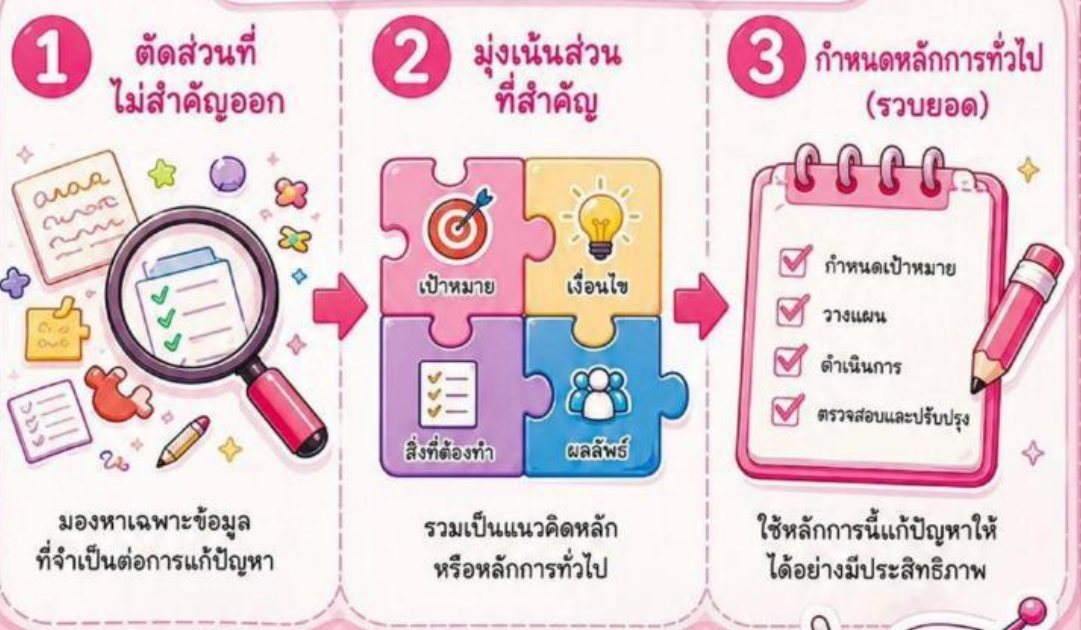 1
ตัดส่วนที่
ไม่สำคัญออก
มองหาเฉพาะข้อมูล
ที่จำเป็นต่อการแก้ปัญหา
2
มุ่งเน้นส่วน
ที่สำคัญ
เป้าหมาย
เงื่อนไข
สิ่งที่ต้องทำ
ผลลัพธ์
รวมเป็นแนวคิดหลัก
หรือหลักการทั่วไป
3
กำหนดหลักการทั่วไป
(รวบยอด)
กำหนดเป้าหมาย
วางแผน
ดำเนินการ
ตรวจสอบและปรับปรุง
ใช้หลักการนี้แก้ปัญหาให้
ได้อย่างมีประสิทธิภาพ